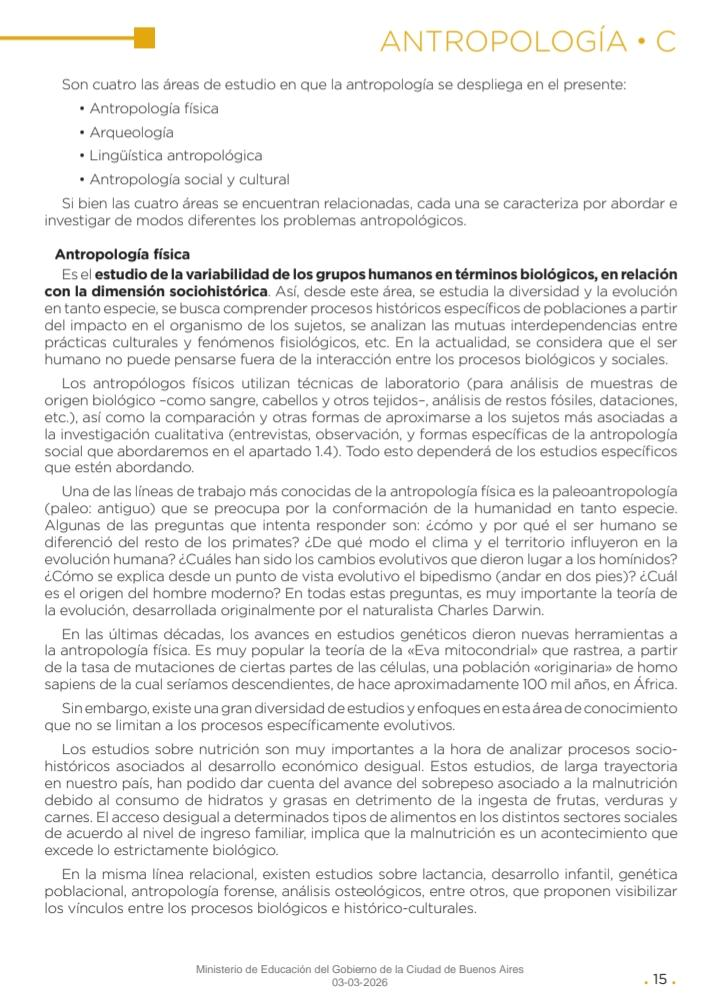 ANTROPOLOGÍA • C
Son cuatro las áreas de estudio en que la antropología se despliega en el presente:
• Antropología física
• Arqueología
• Lingüística antropológica
• Antropología social y cultural
Si bien las cuatro áreas se encuentran relacionadas, cada una se caracteriza por abordar e
investigar de modos diferentes los problemas antropológicos.
Antropología física
Es el estudio de la variabilidad de los grupos humanos en términos biológicos, en relación
con la dimensión sociohistórica. Así, desde este área, se estudia la diversidad y la evolución
en tanto especie, se busca comprender procesos históricos específicos de poblaciones a partir
del impacto en el organismo de los sujetos, se analizan las mutuas interdependencias entre
prácticas culturales y fenómenos fisiológicos, etc. En la actualidad, se considera que el ser
humano no puede pensarse fuera de la interacción entre los procesos biológicos y sociales.
Los antropólogos físicos utilizan técnicas de laboratorio (para análisis de muestras de
origen biológico –como sangre, cabellos y otros tejidos–, análisis de restos fósiles, dataciones,
etc.), así como la comparación y otras formas de aproximarse a los sujetos más asociadas a
la investigación cualitativa (entrevistas, observación, y formas específicas de la antropología
social que abordaremos en el apartado 1.4). Todo esto dependerá de los estudios específicos
que estén abordando.
Una de las líneas de trabajo más conocidas de la antropología física es la paleoantropología
(paleo: antiguo) que se preocupa por la conformación de la humanidad en tanto especie.
Algunas de las preguntas que intenta responder son: ¿cómo y por qué el ser humano se
diferenció del resto de los primates? ¿De qué modo el clima y el territorio influyeron en la
evolución humana? ¿Cuáles han sido los cambios evolutivos que dieron lugar a los homínidos?
¿Cómo se explica desde un punto de vista evolutivo el bipedismo (andar en dos pies)? ¿Cuál
es el origen del hombre moderno? En todas estas preguntas, es muy importante la teoría de
la evolución, desarrollada originalmente por el naturalista Charles Darwin.
En las últimas décadas, los avances en estudios genéticos dieron nuevas herramientas a
la antropología física. Es muy popular la teoría de la «Eva mitocondrial» que rastrea, a partir
de la tasa de mutaciones de ciertas partes de las células, una población «originaria» de homo
sapiens de la cual seríamos descendientes, de hace aproximadamente 100 mil años, en África.
Sin embargo, existe una gran diversidad de estudios y enfoques en esta área de conocimiento
que no se limitan a los procesos específicamente evolutivos.
Los estudios sobre nutrición son muy importantes a la hora de analizar procesos socio-
históricos asociados al desarrollo económico desigual. Estos estudios, de larga trayectoria
en nuestro país, han podido dar cuenta del avance del sobrepeso asociado a la malnutrición
debido al consumo de hidratos y grasas en detrimento de la ingesta de frutas, verduras y
carnes. El acceso desigual a determinados tipos de alimentos en los distintos sectores sociales
de acuerdo al nivel de ingreso familiar, implica que la malnutrición es un acontecimiento que
excede lo estrictamente biológico.
En la misma línea relacional, existen estudios sobre lactancia, desarrollo infantil, genética
poblacional, antropología forense, análisis osteológicos, entre otros, que proponen visibilizar
los vínculos entre los procesos biológicos e histórico-culturales.
Ministerio de Educación del Gobierno de la Ciudad de Buenos Aires
03-03-2026
. 15 .